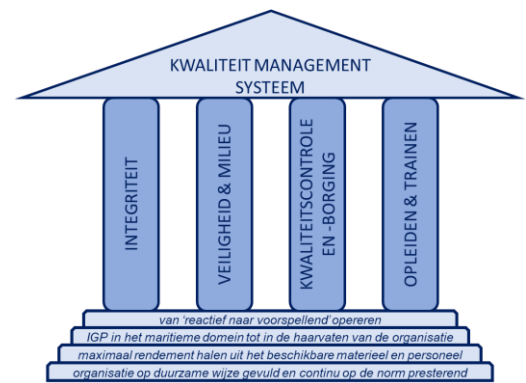 KWALITEIT MANAGEMENT
SYSTEEM
INTEGRITEIT
VEILIGHEID & MILIEU
KWALITEITSCONTROLE
EN -BORGING
OPLEIDEN & TRAINEN
van ‘reactief naar voorspellend’ opereren
IGP in het maritieme domein tot in de haarvaten van de organisatie
maximaal rendement halen uit het beschikbare materieel en personeel
organisatie op duurzame wijze gevuld en continu op de norm presterend